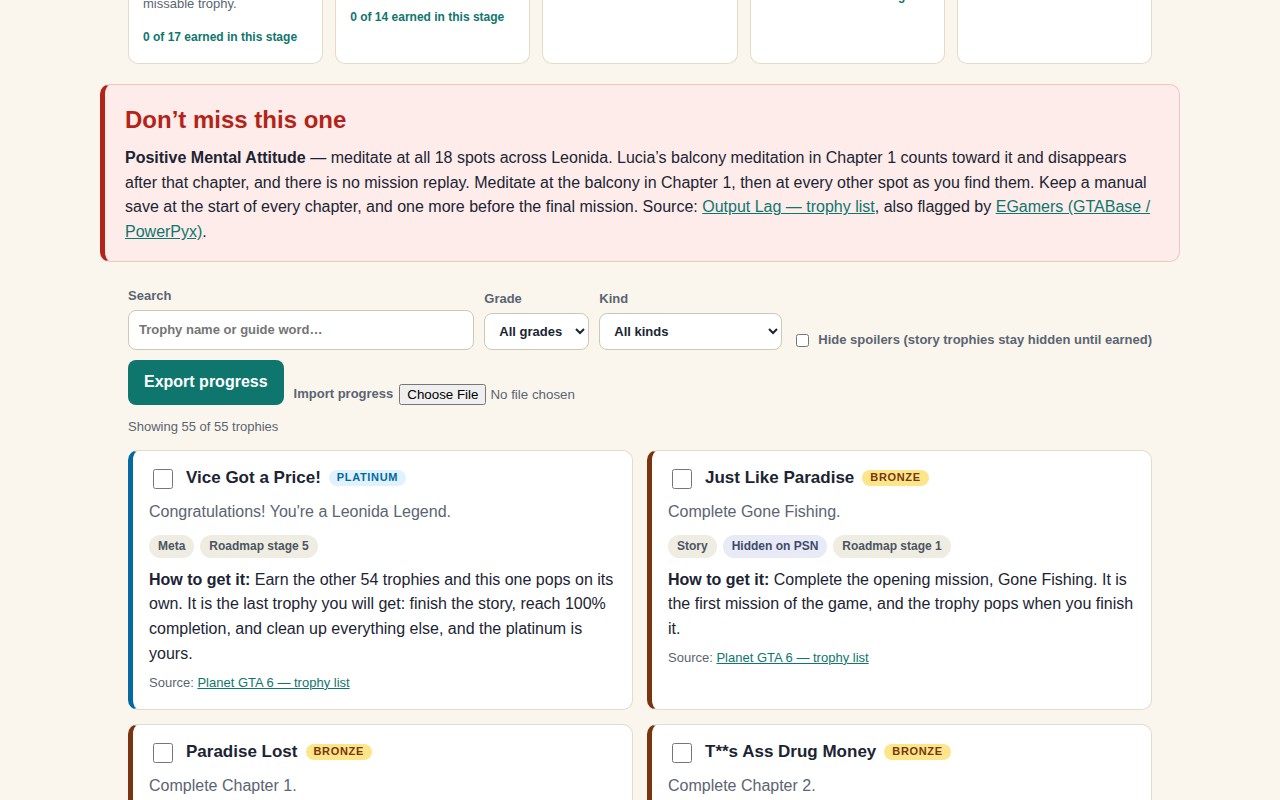 missable trophy.
0 of 17 earned in this stage
0 of 14 earned in this stage
Don’t miss this one
Positive Mental Attitude — meditate at all 18 spots across Leonida. Lucia’s balcony meditation in Chapter 1 counts toward it and disappears
after that chapter, and there is no mission replay. Meditate at the balcony in Chapter 1, then at every other spot as you find them. Keep a manual
save at the start of every chapter, and one more before the final mission. Source: Output Lag — trophy list, also flagged by EGamers (GTABase /
PowerPyx).
Search
Grade
Kind
Trophy name or guide word…
All grades
All kinds
Hide spoilers (story trophies stay hidden until earned)
Export progress
Import progress Choose File No file chosen
Showing 55 of 55 trophies
Vice Got a Price! PLATINUM
Congratulations! You're a Leonida Legend.
Meta Roadmap stage 5
How to get it: Earn the other 54 trophies and this one pops on its
own. It is the last trophy you will get: finish the story, reach 100%
completion, and clean up everything else, and the platinum is
yours.
Source: Planet GTA 6 — trophy list
Just Like Paradise BRONZE
Complete Gone Fishing.
Story Hidden on PSN Roadmap stage 1
How to get it: Complete the opening mission, Gone Fishing. It is
the first mission of the game, and the trophy pops when you finish
it.
Source: Planet GTA 6 — trophy list
Paradise Lost BRONZE
Complete Chapter 1.
T**s Ass Drug Money BRONZE
Complete Chapter 2.